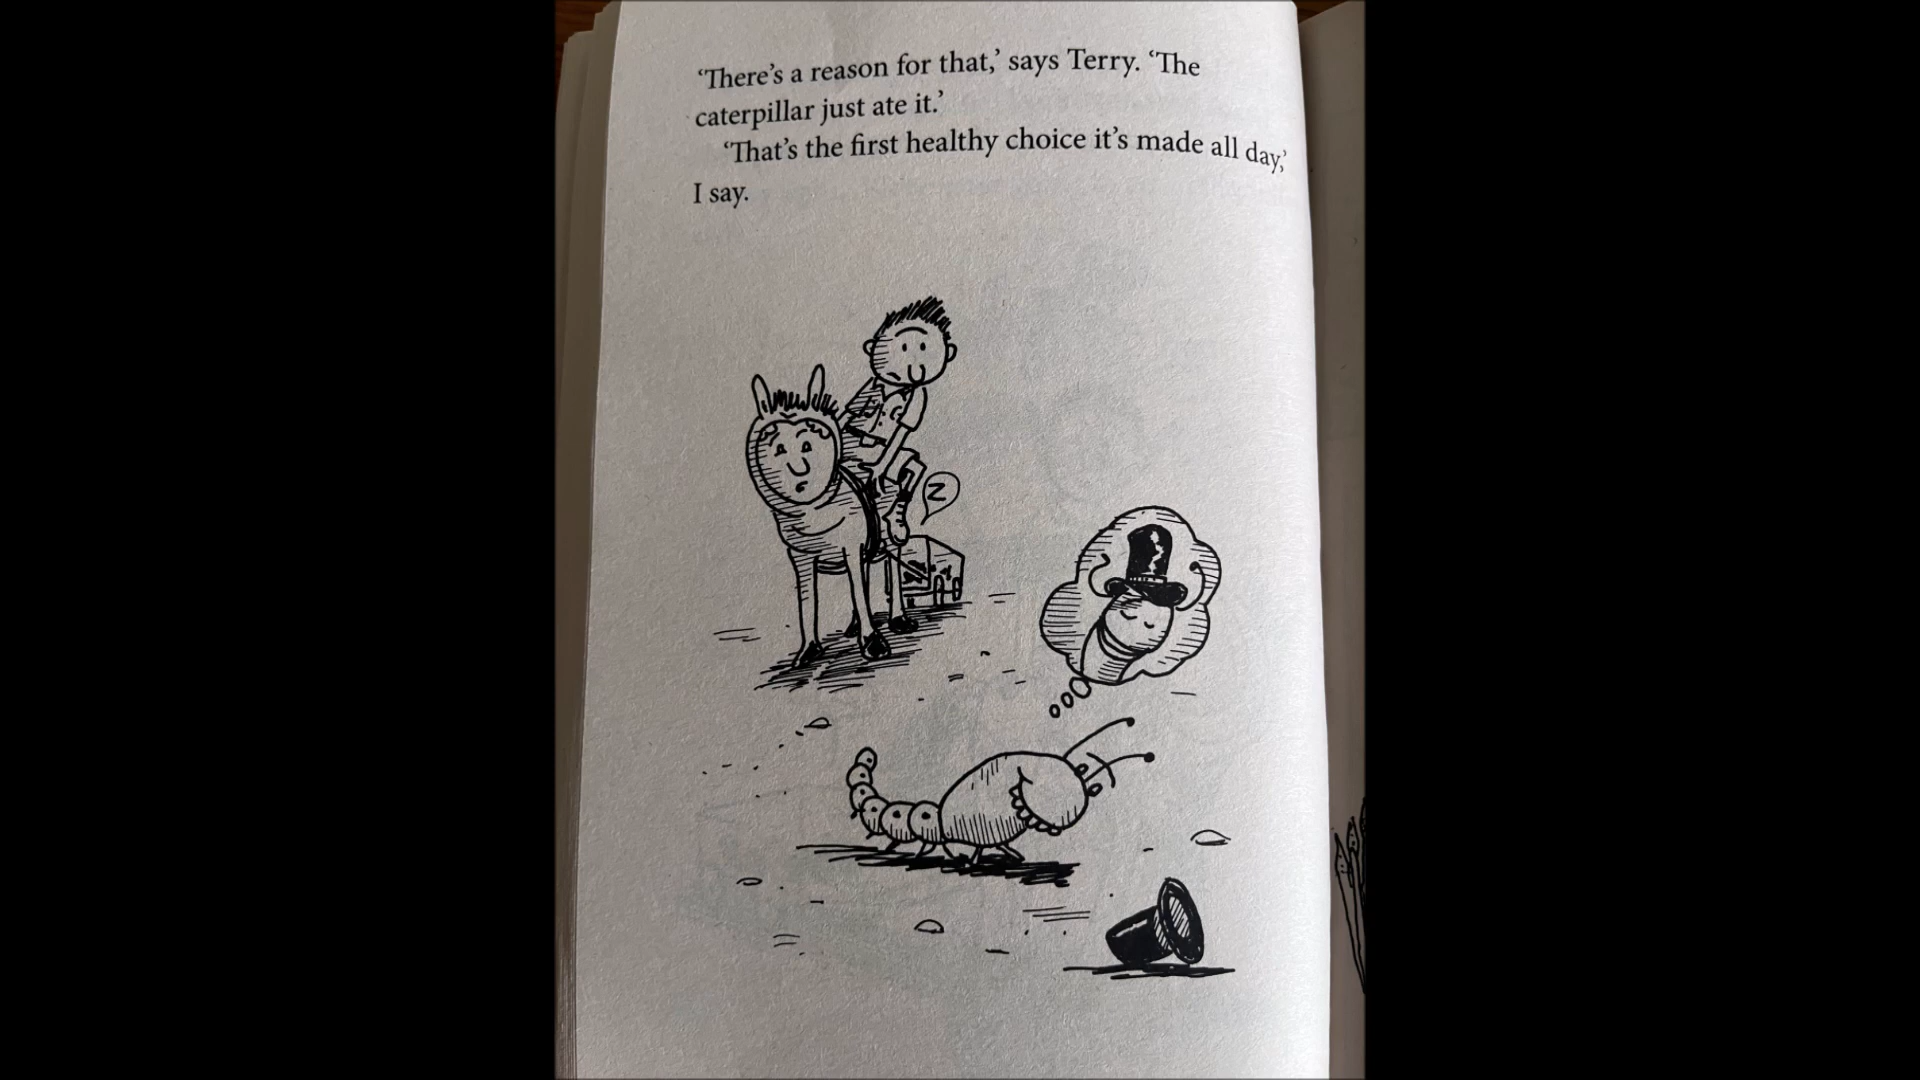 ‘There’s a reason for that,’ says Terry. ‘The
caterpillar just ate it.’
‘That’s the first healthy choice it’s made all day,’
I say.
Z